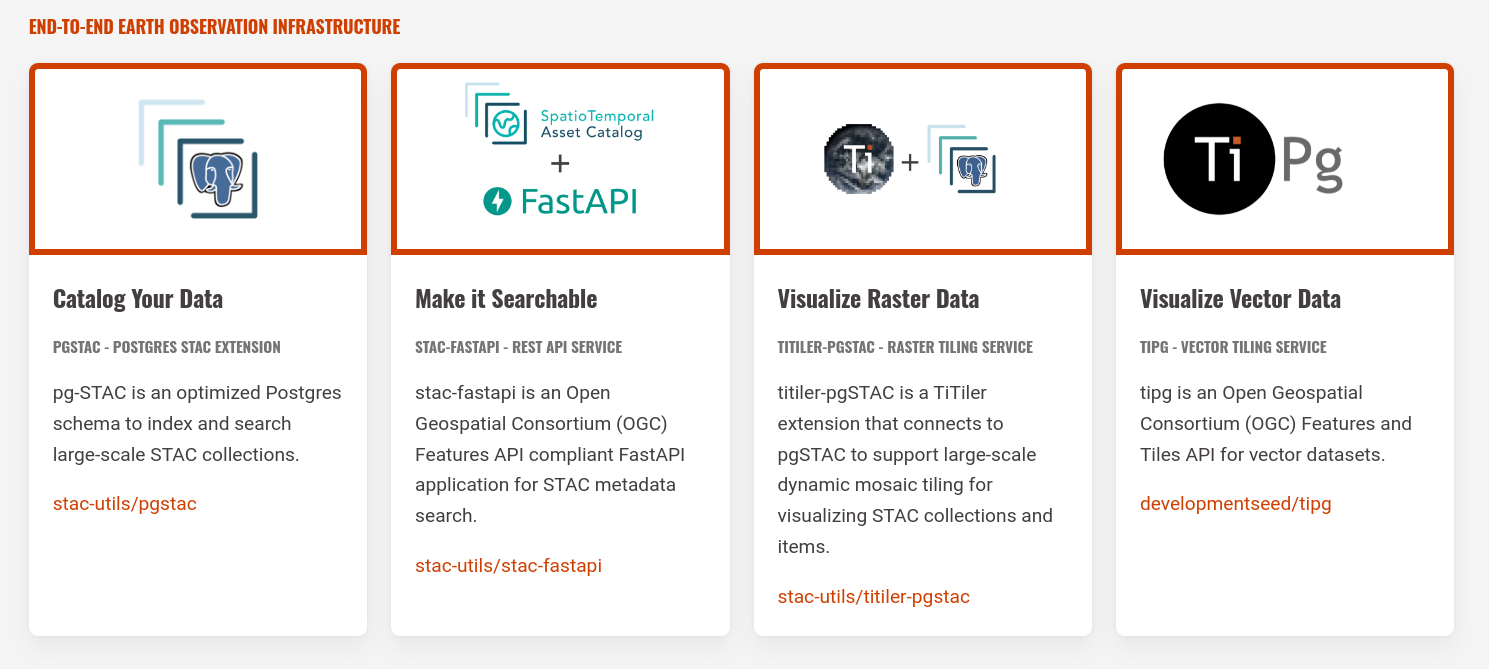 END-TO-END EARTH OBSERVATION INFRASTRUCTURE
SpatioTemporal
Asset Catalog
+
FastAPI
Ti
+
Ti
Pg
Catalog Your Data
PGSTAC - POSTGRES STAC EXTENSION
pg-STAC is an optimized Postgres
schema to index and search
large-scale STAC collections.
stac-utils/pgstac
Make it Searchable
STAC-FASTAPI - REST API SERVICE
stac-fastapi is an Open
Geospatial Consortium (OGC)
Features API compliant FastAPI
application for STAC metadata
search.
stac-utils/stac-fastapi
Visualize Raster Data
TITILER-PGSTAC - RASTER TILING SERVICE
titiler-pgSTAC is a TiTiler
extension that connects to
pgSTAC to support large-scale
dynamic mosaic tiling for
visualizing STAC collections and
items.
stac-utils/titiler-pgstac
Visualize Vector Data
TIPG - VECTOR TILING SERVICE
tipg is an Open Geospatial
Consortium (OGC) Features and
Tiles API for vector datasets.
developmentseed/tipg